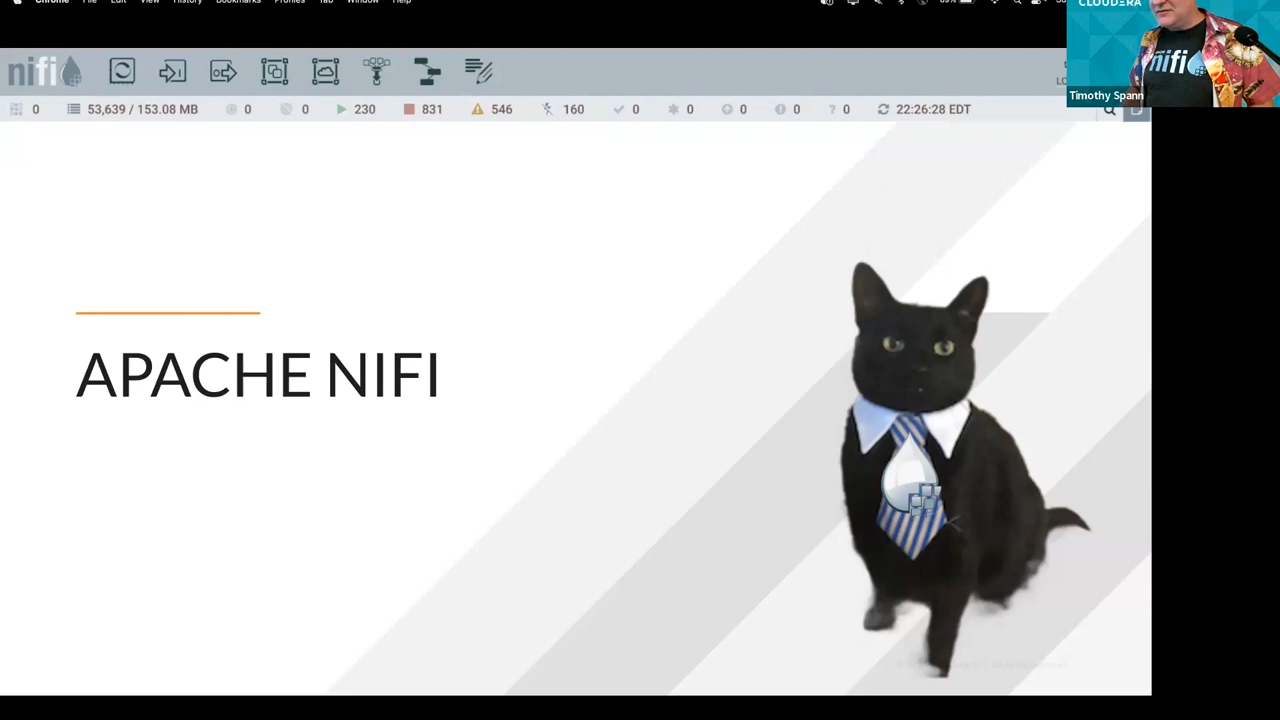 Chrome File Edit View History Bookmarks Profiles Tab Window Help
CLOUDERA
nifi
nifi
Timothy Spann
0 53,639 / 153.08 MB 0 0 230 831 546 160 0 0 0 0 ? 0 22:26:28 EDT
APACHE NIFI